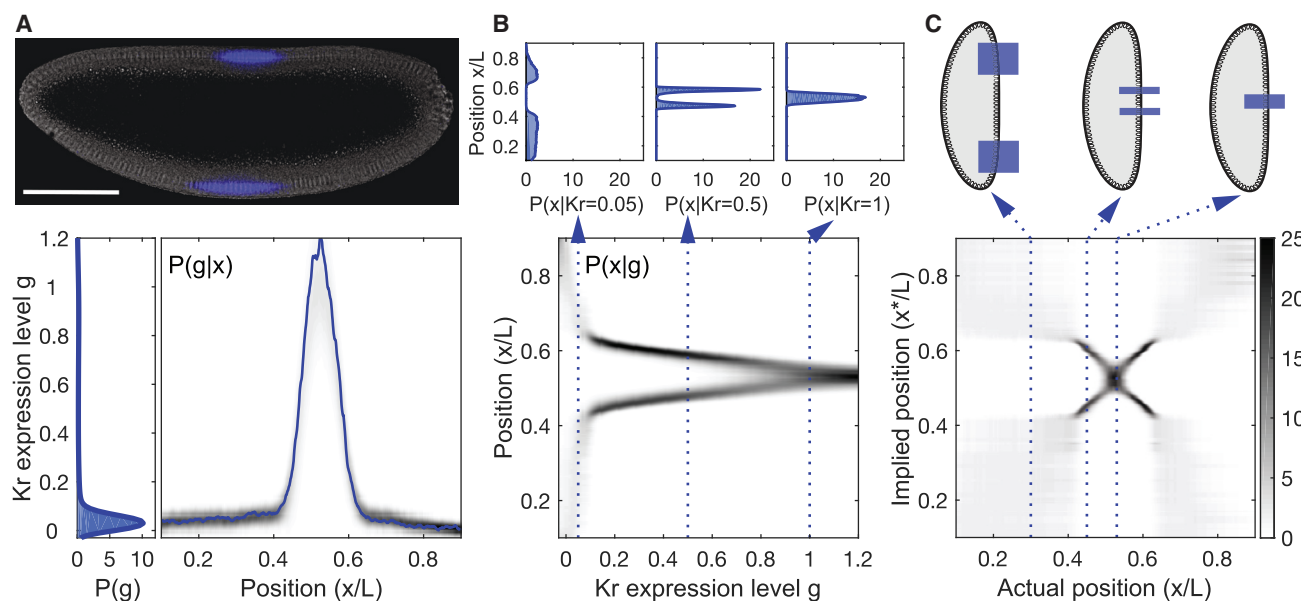 A
B
C
Position x/L
0.8
0.6
0.4
0.2
0 10 20
0 10 20
0 10 20
P(x|Kr=0.05)
P(x|Kr=0.5)
P(x|Kr=1)
Kr expression level g
1.2
1
0.8
0.6
0.4
0.2
0
0 5 10
P(g)
P(g|x)
0.2 0.4 0.6 0.8
Position (x/L)
P(x|g)
Position (x/L)
0.8
0.6
0.4
0.2
0 0.2 0.4 0.6 0.8 1.0 1.2
Kr expression level g
Implied position (x*/L)
0.8
0.6
0.4
0.2
0.2 0.4 0.6 0.8
Actual position (x/L)
25
20
15
10
5
0